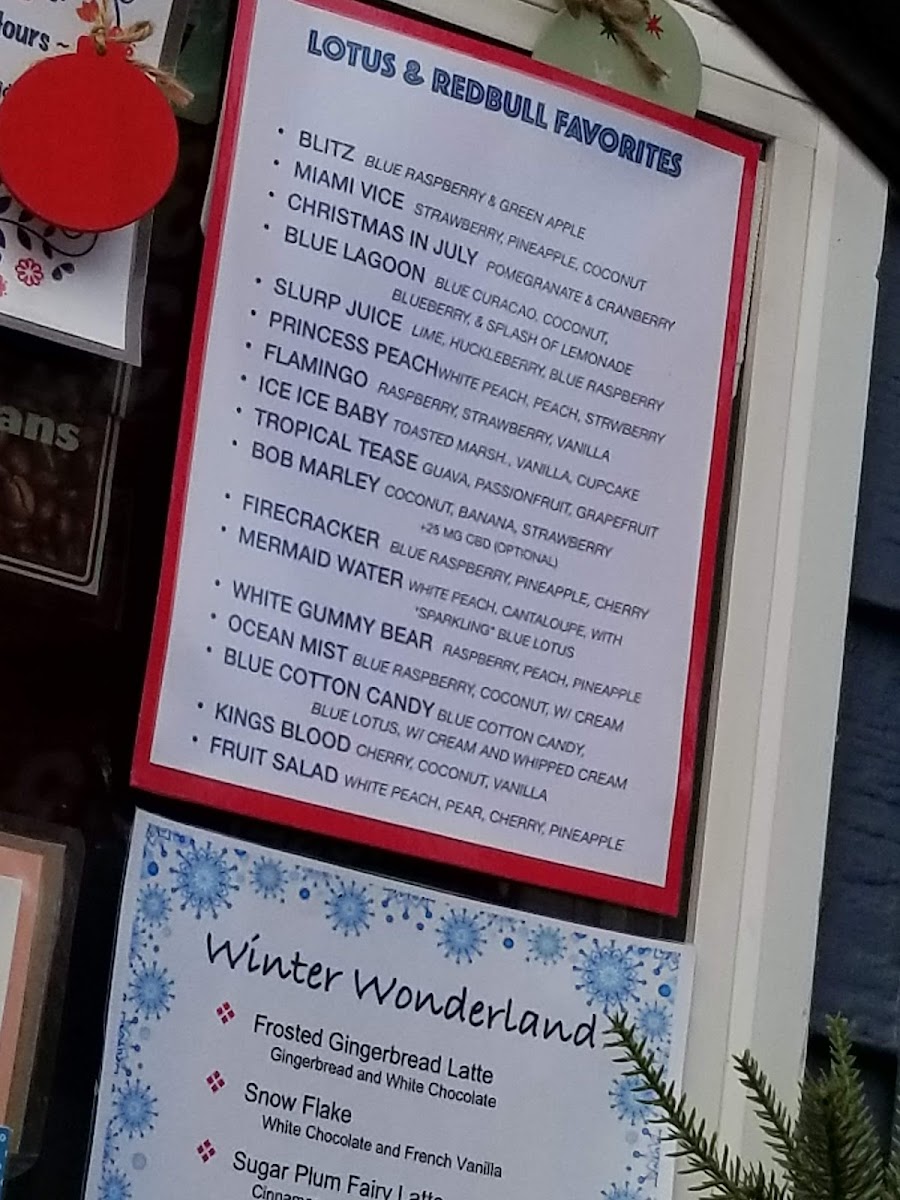 Hours ~
ans
LOTUS & REDBULL FAVORITES
• BLITZ BLUE RASPBERRY & GREEN APPLE
• MIAMI VICE STRAWBERRY, PINEAPPLE, COCONUT
• CHRISTMAS IN JULY POMEGRANATE & CRANBERRY
• BLUE LAGOON BLUE CURACAO, COCONUT,
BLUEBERRY, & SPLASH OF LEMONADE
• SLURP JUICE LIME, HUCKLEBERRY, BLUE RASPBERRY
• PRINCESS PEACH WHITE PEACH, PEACH, STRWBERRY
• FLAMINGO RASPBERRY, STRAWBERRY, VANILLA
• ICE ICE BABY TOASTED MARSH., VANILLA, CUPCAKE
• TROPICAL TEASE GUAVA, PASSIONFRUIT, GRAPEFRUIT
• BOB MARLEY COCONUT, BANANA, STRAWBERRY
+25 MG CBD (OPTIONAL)
• FIRECRACKER BLUE RASPBERRY, PINEAPPLE, CHERRY
• MERMAID WATER WHITE PEACH, CANTALOUPE, WITH
"SPARKLING" BLUE LOTUS
• WHITE GUMMY BEAR RASPBERRY, PEACH, PINEAPPLE
• OCEAN MIST BLUE RASPBERRY, COCONUT, W/ CREAM
• BLUE COTTON CANDY BLUE COTTON CANDY,
BLUE LOTUS, W/ CREAM AND WHIPPED CREAM
• KINGS BLOOD CHERRY, COCONUT, VANILLA
• FRUIT SALAD WHITE PEACH, PEAR, CHERRY, PINEAPPLE
Winter Wonderland
Frosted Gingerbread Latte
Gingerbread and White Chocolate
Snow Flake
White Chocolate and French Vanilla
Sugar Plum Fairy Latte
Cinnamo